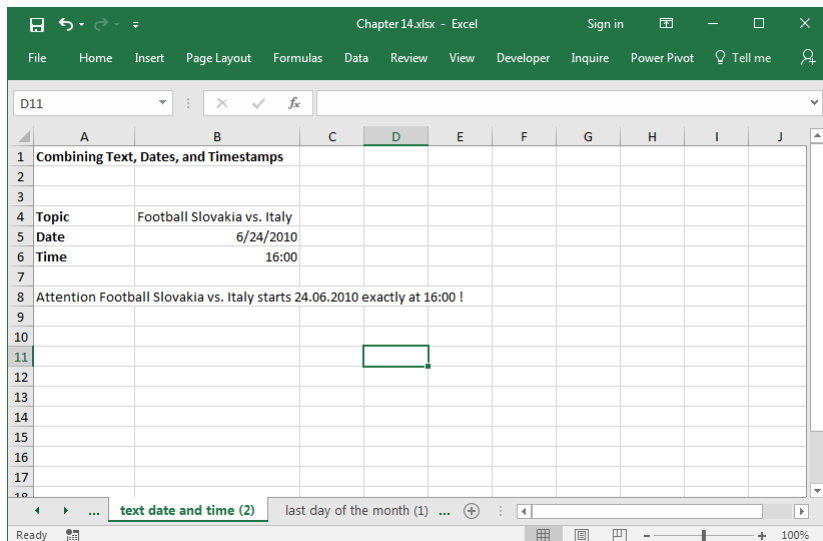 Chapter 14.xlsx - Excel Sign in
File Home Insert Page Layout Formulas Data Review View Developer Inquire Power Pivot Tell me
D11 fx
A B C D E F G H I J
1 Combining Text, Dates, and Timestamps
2
3
4 Topic Football Slovakia vs. Italy
5 Date 6/24/2010
6 Time 16:00
7
8 Attention Football Slovakia vs. Italy starts 24.06.2010 exactly at 16:00 !
9
10
11
12
13
14
15
16
17
18
... text date and time (2) last day of the month (1) ...
Ready 100%